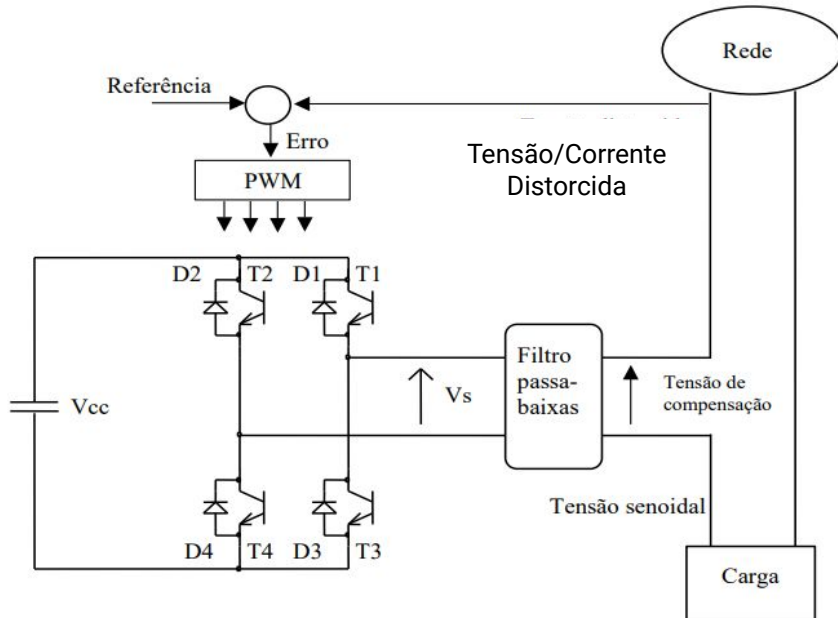 Rede
Referência
Erro
Tensão/Corrente
Distorcida
PWM
D2 T2 D1 T1
Filtro
passa-
baixas
Vs
Tensão de
compensação
Vcc
Tensão senoidal
D4 T4 D3 T3
Carga